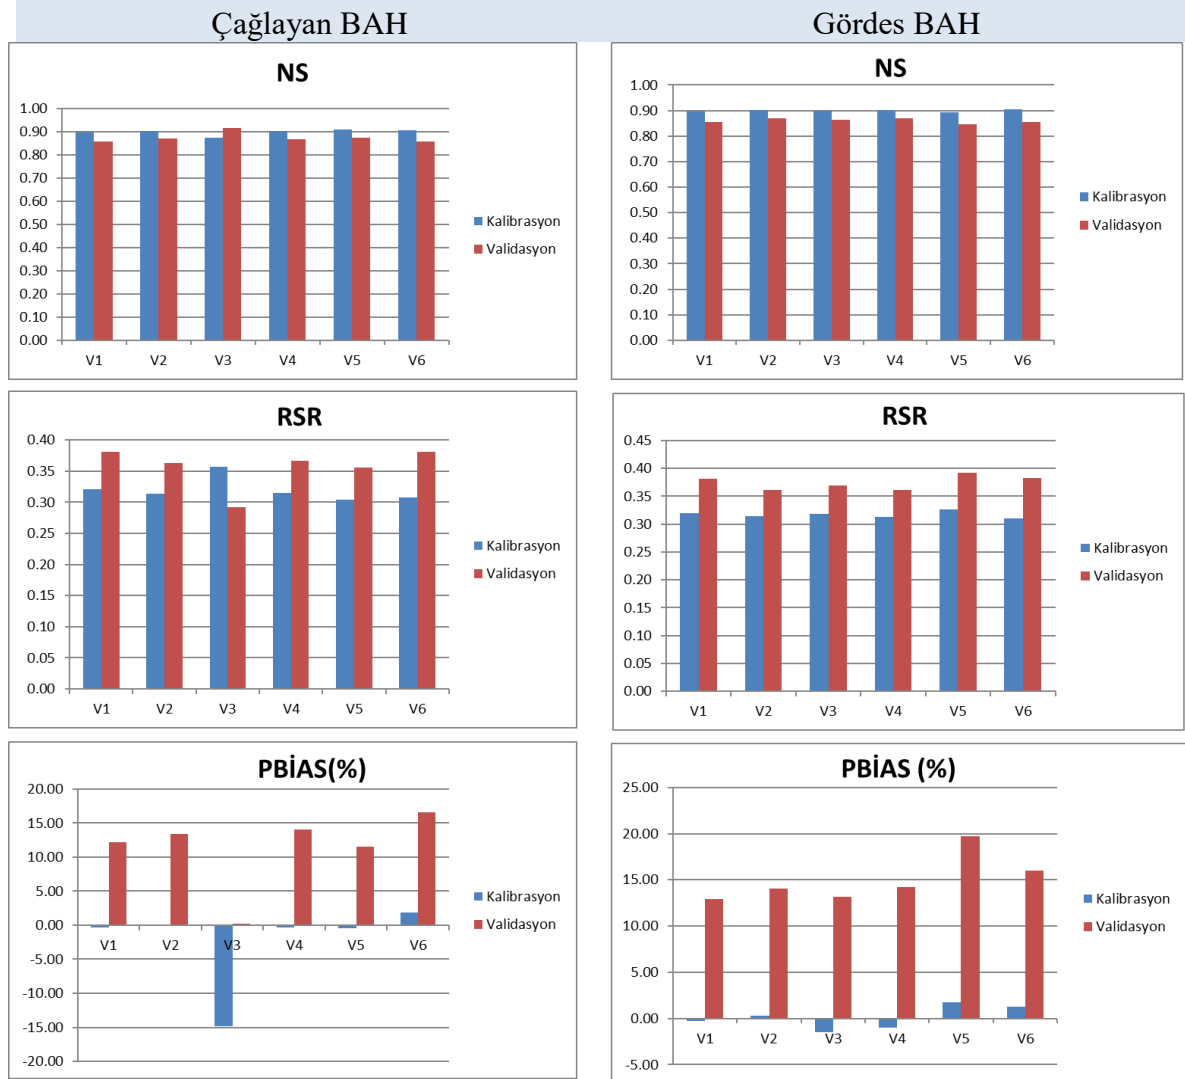 Çağlayan BAH
Gördes BAH
NS
1.00
0.90
0.80
0.70
0.60
0.50
0.40
0.30
0.20
0.10
0.00
V1 V2 V3 V4 V5 V6
Kalibrasyon
Validasyon
NS
1.00
0.90
0.80
0.70
0.60
0.50
0.40
0.30
0.20
0.10
0.00
V1 V2 V3 V4 V5 V6
Kalibrasyon
Validasyon
RSR
0.40
0.35
0.30
0.25
0.20
0.15
0.10
0.05
0.00
V1 V2 V3 V4 V5 V6
Kalibrasyon
Validasyon
RSR
0.45
0.40
0.35
0.30
0.25
0.20
0.15
0.10
0.05
0.00
V1 V2 V3 V4 V5 V6
Kalibrasyon
Validasyon
PBİAS(%)
20.00
15.00
10.00
5.00
0.00
-5.00
-10.00
-15.00
-20.00
V1 V2 V3 V4 V5 V6
Kalibrasyon
Validasyon
PBİAS (%)
25.00
20.00
15.00
10.00
5.00
0.00
-5.00
V1 V2 V3 V4 V5 V6
Kalibrasyon
Validasyon